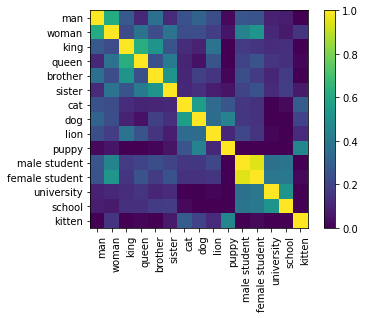 man
woman
king
queen
brother
sister
cat
dog
lion
puppy
male student
female student
university
school
kitten
man
woman
king
queen
brother
sister
cat
dog
lion
puppy
male student
female student
university
school
kitten
1.0
0.8
0.6
0.4
0.2
0.0